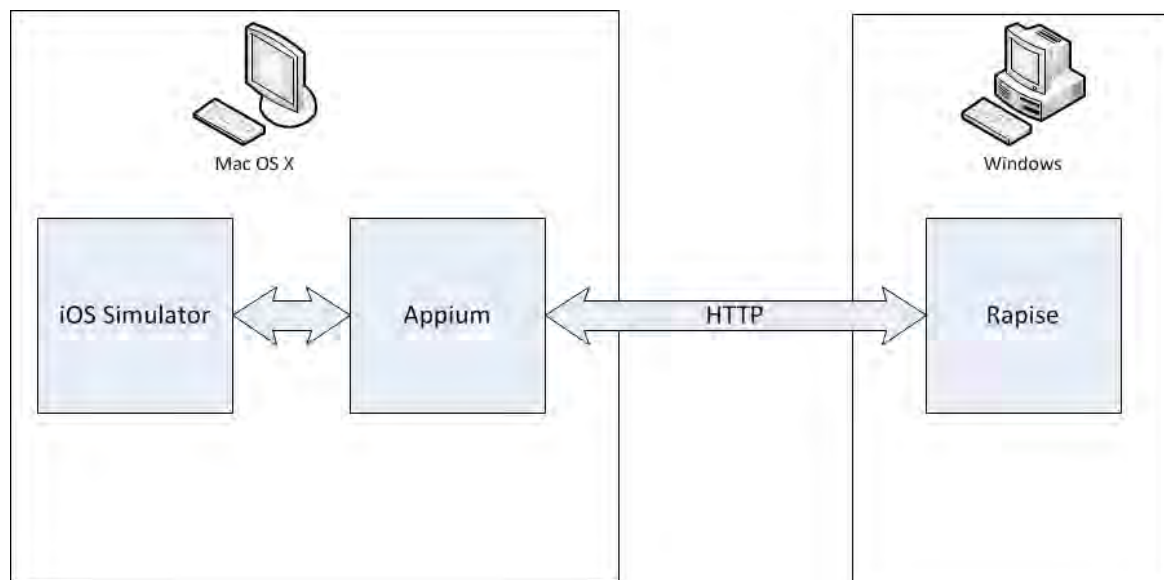 Mac OS X
Windows
iOS Simulator
Appium
HTTP
Rapise